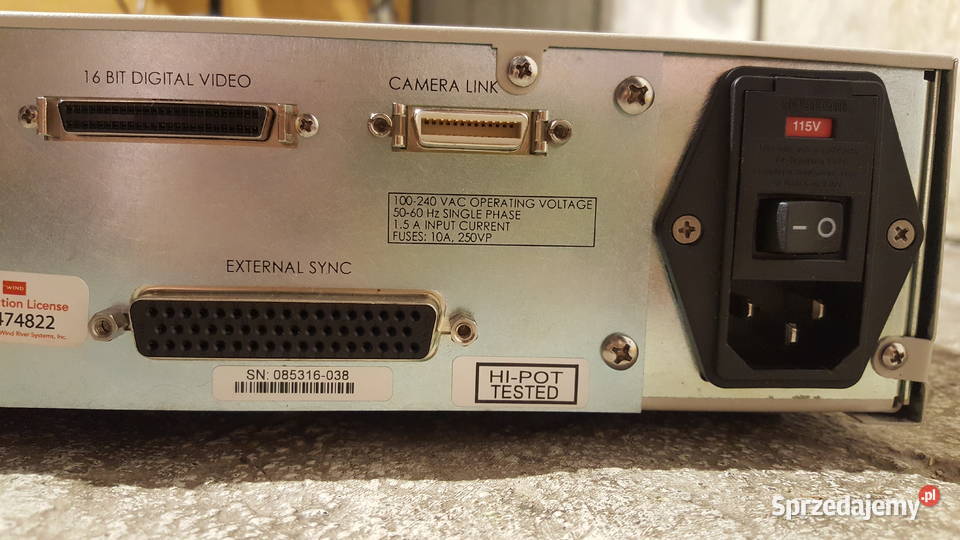 16 BIT DIGITAL VIDEO
CAMERA LINK
115V
100-240 VAC OPERATING VOLTAGE
50-60 Hz SINGLE PHASE
1.5 A INPUT CURRENT
FUSES: 10A, 250VP
EXTERNAL SYNC
WIND
tion License
474822
Wind River Systems, Inc.
SN: 085316-038
HI-POT
TESTED
Sprzedajemy.pl